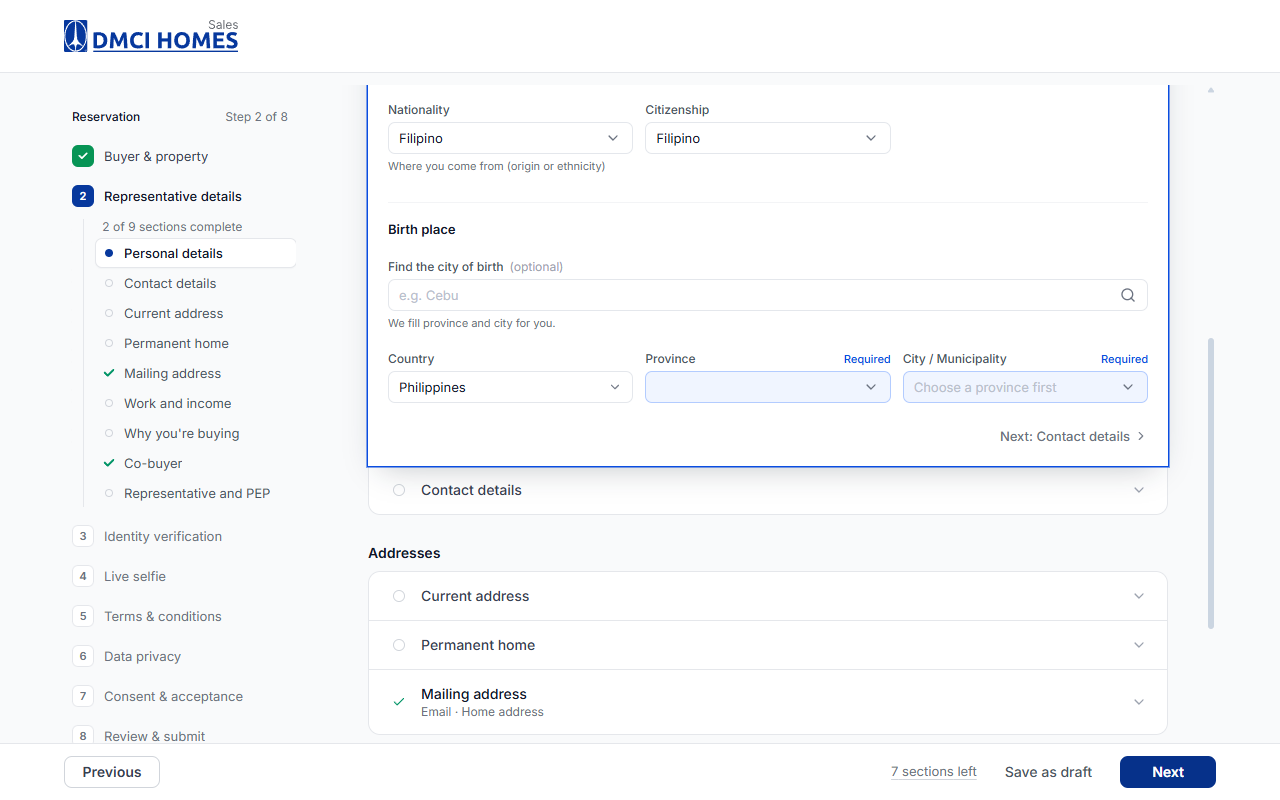 Sales
DMCI HOMES
Reservation
Step 2 of 8
Buyer & property
2
Representative details
2 of 9 sections complete
Personal details
Contact details
Current address
Permanent home
Mailing address
Work and income
Why you're buying
Co-buyer
Representative and PEP
3
Identity verification
4
Live selfie
5
Terms & conditions
6
Data privacy
7
Consent & acceptance
8
Review & submit
Nationality
Citizenship
Filipino
Filipino
Where you come from (origin or ethnicity)
Birth place
Find the city of birth (optional)
e.g. Cebu
We fill province and city for you.
Country
Province
Required
City / Municipality
Required
Philippines
Choose a province first
Next: Contact details
Contact details
Addresses
Current address
Permanent home
Mailing address
Email · Home address
Previous
7 sections left
Save as draft
Next